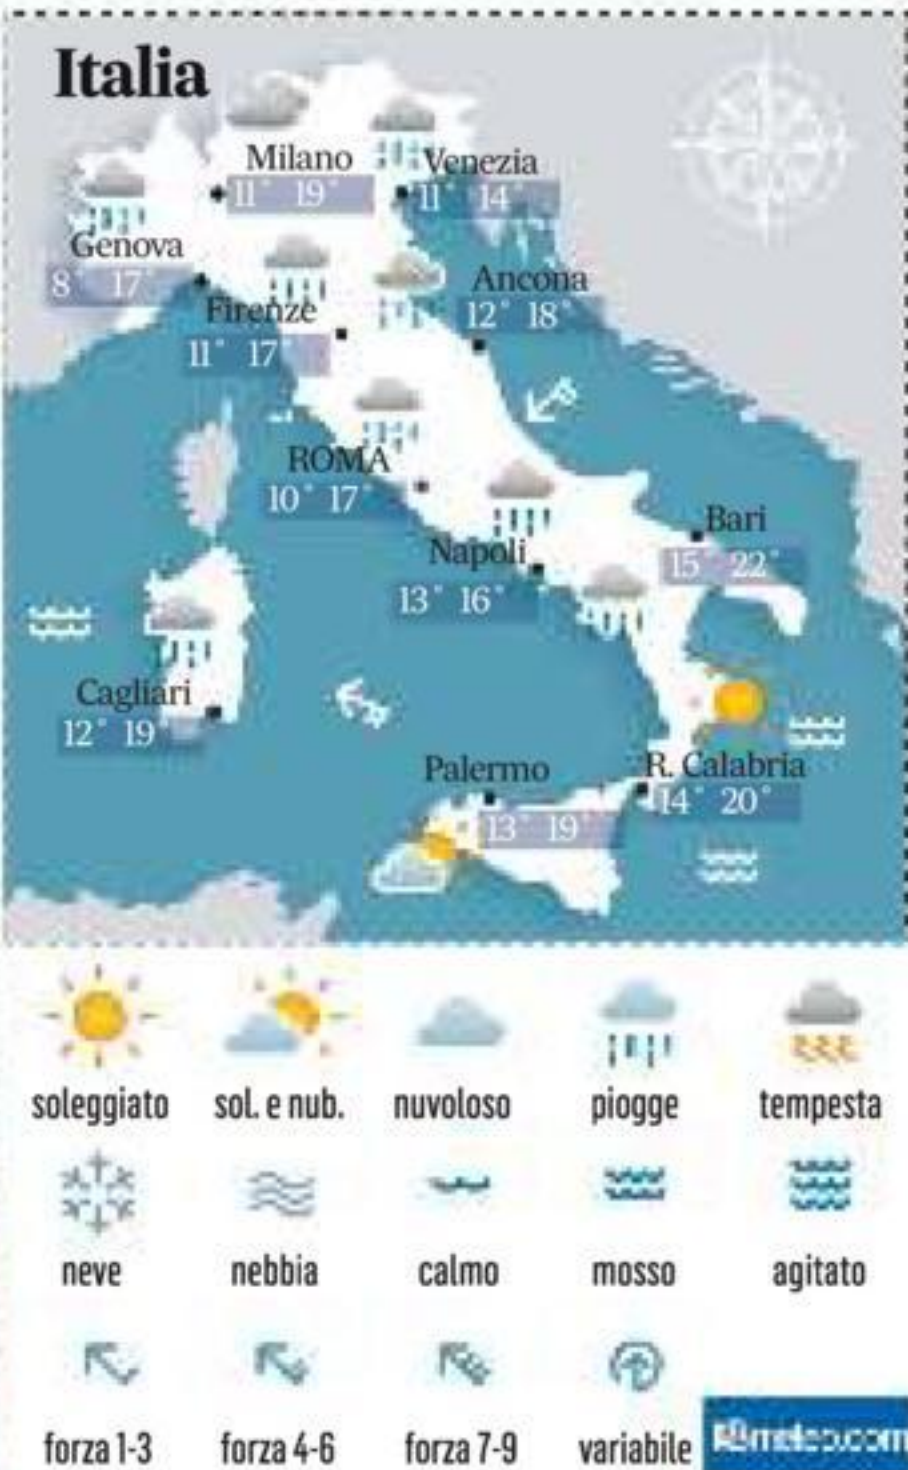 Italia
Milano
11° 19°
Venezia
11° 14°
Genova
8° 17°
Firenze
11° 17°
Ancona
12° 18°
ROMA
10° 17°
Napoli
13° 16°
Bari
15° 22°
Cagliari
12° 19°
Palermo
13° 19°
R. Calabria
14° 20°
soleggiato sol. e nub. nuvoloso piogge tempesta
neve nebbia calmo mosso agitato
forza 1-3 forza 4-6 forza 7-9 variabile